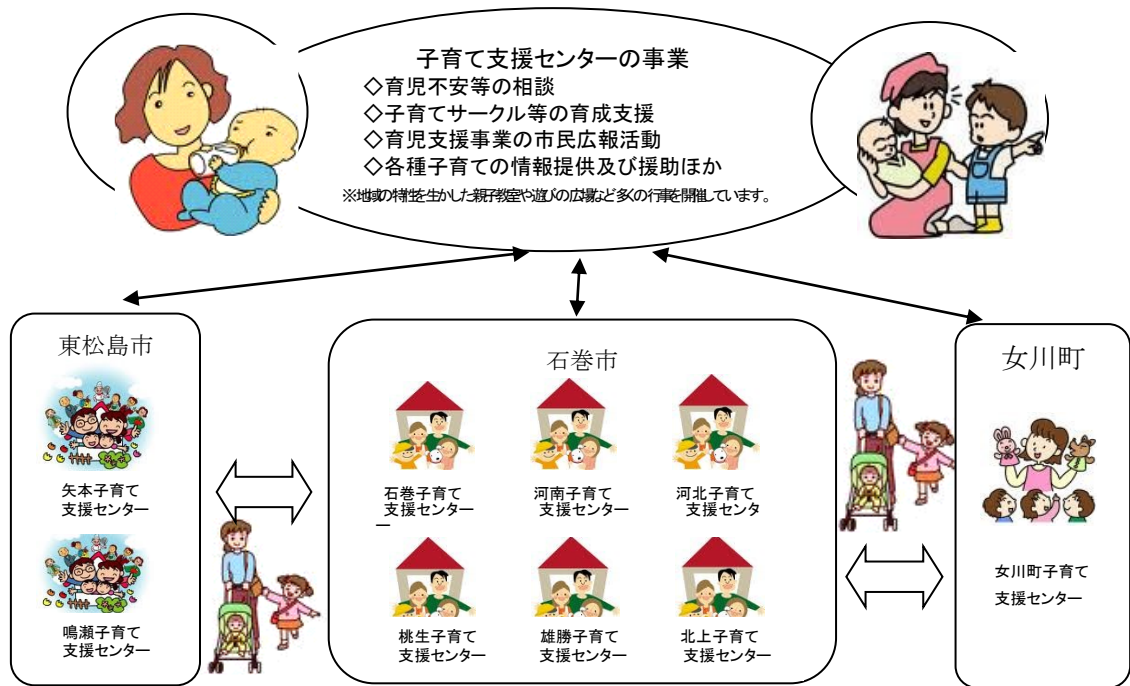 子育て支援センターの事業
◇育児不安等の相談
◇子育てサークル等の育成支援
◇育児支援事業の市民広報活動
◇各種子育ての情報提供及び援助ほか
※地域の特性を生かした親子教室や遊びの広場など多くの行事を開催しています。
東松島市
矢本子育て
支援センター
鳴瀬子育て
支援センター
石巻市
石巻子育て
支援センター
河南子育て
支援センター
河北子育て
支援センタ
桃生子育て
支援センター
雄勝子育て
支援センター
北上子育て
支援センター
女川町
女川町子育て
支援センター